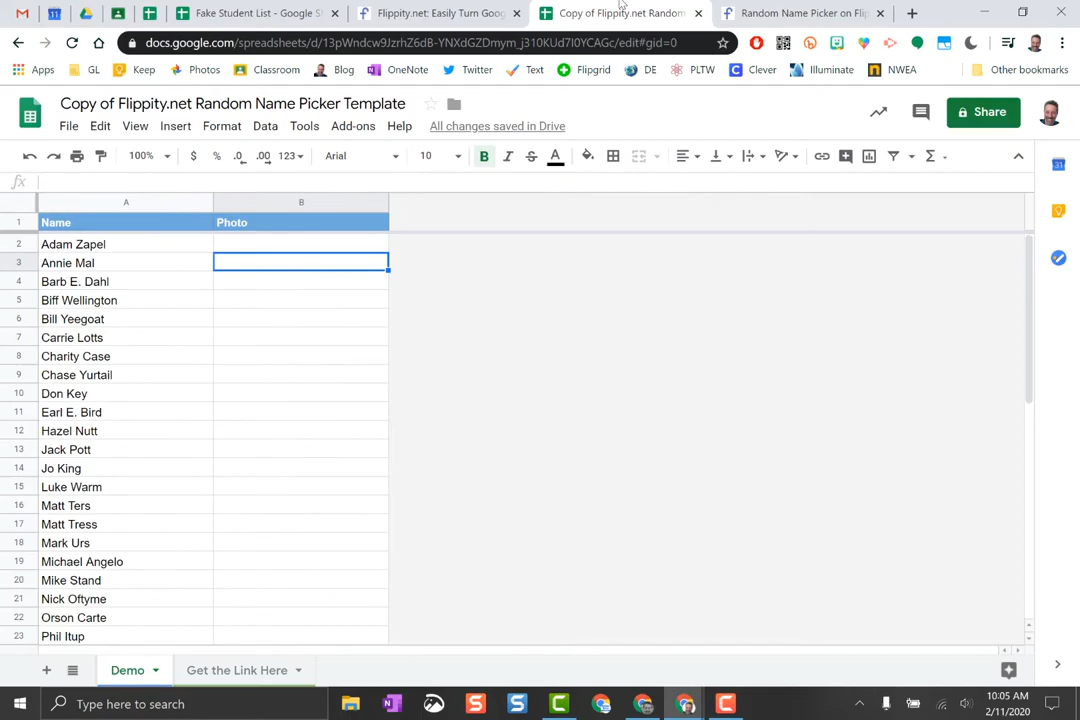 Fake Student List - Google S
Flippity.net: Easily Turn Goog
Copy of Flippity.net Random
Random Name Picker on Flip
docs.google.com/spreadsheets/d/13pWndcw9JzrhZ6dB-YNXdGZDmym_j310KUd7I0YCAGc/edit#gid=0
Apps GL Keep Photos Classroom Blog OneNote Twitter Text Flipgrid DE PLTW Clever Illuminate NWEA Other bookmarks
Copy of Flippity.net Random Name Picker Template
Share
File Edit View Insert Format Data Tools Add-ons Help All changes saved in Drive
100% $ % .0 .00 123 Arial 10 B I S A Σ
fx
A B
1 Name Photo
2 Adam Zapel
3 Annie Mal
4 Barb E. Dahl
5 Biff Wellington
6 Bill Yeegoat
7 Carrie Lotts
8 Charity Case
9 Chase Yurtail
10 Don Key
11 Earl E. Bird
12 Hazel Nutt
13 Jack Pott
14 Jo King
15 Luke Warm
16 Matt Ters
17 Matt Tress
18 Mark Urs
19 Michael Angelo
20 Mike Stand
21 Nick Oftyme
22 Orson Carte
23 Phil Itup
Demo Get the Link Here
Type here to search
10:05 AM
2/11/2020